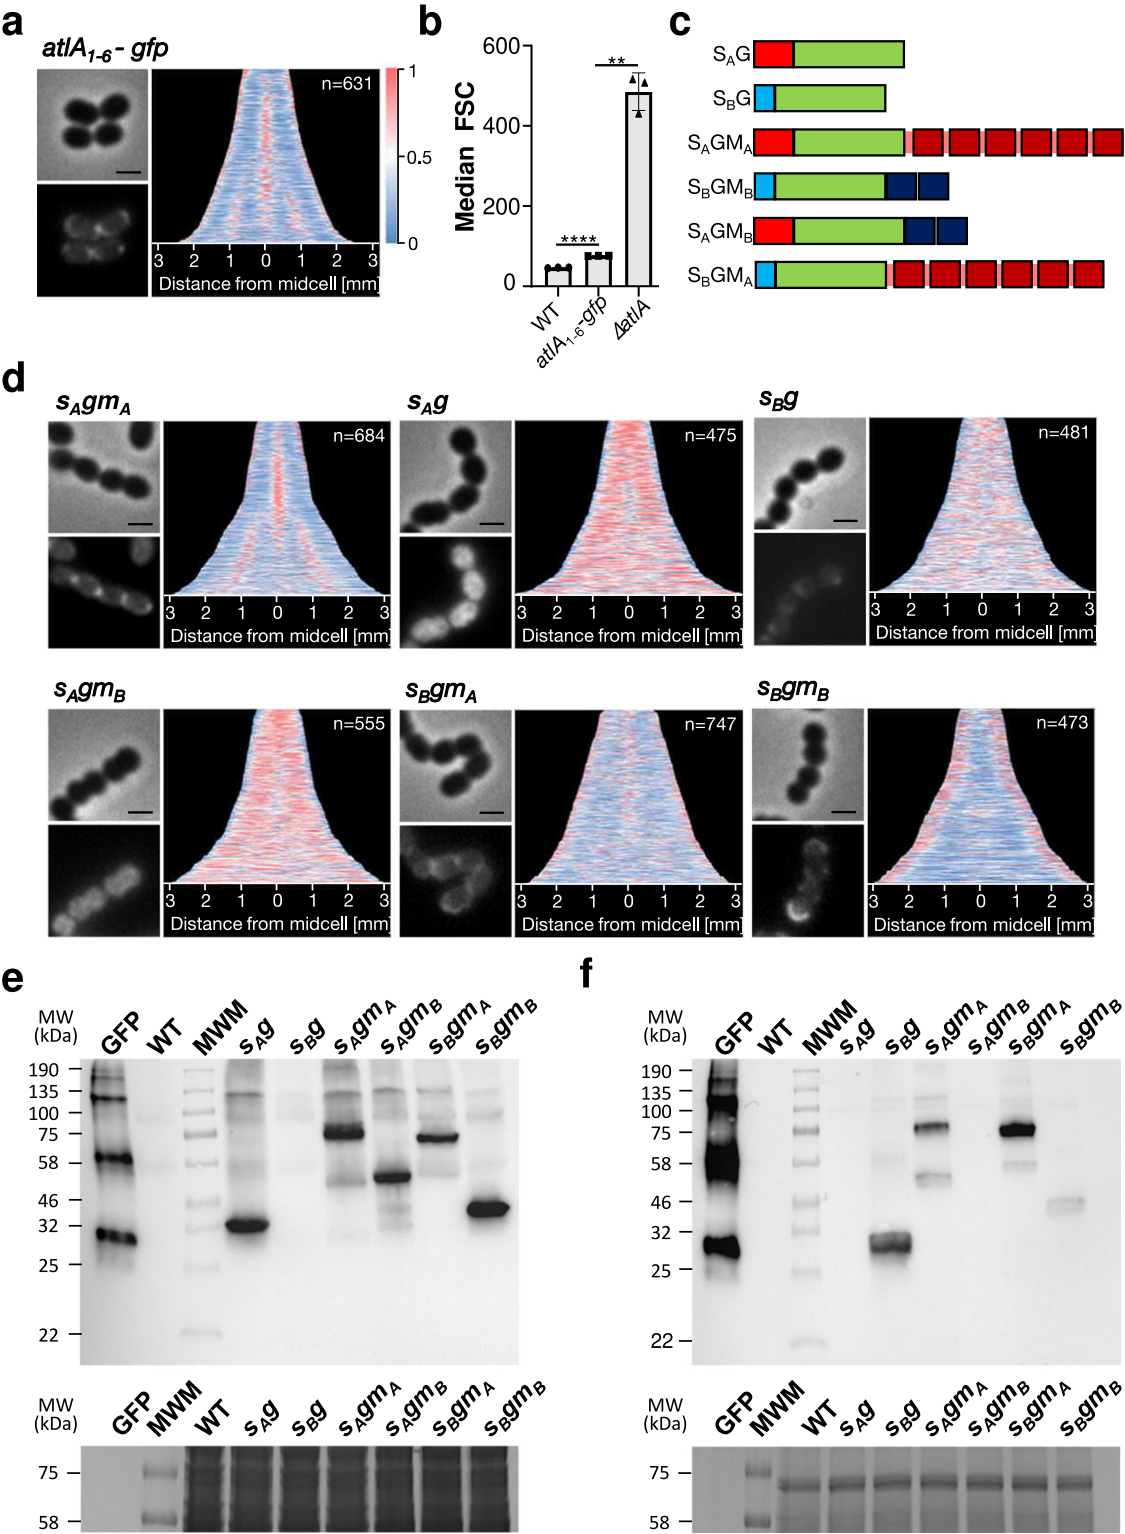 a
atlA1-6 - gfp
n=631
1
0.5
0
3 2 1 0 1 2 3
Distance from midcell [mm]
b
Median FSC
600
400
200
0
**
****
WT
atlA1-6-gfp
ΔatlA
c
SAG
SBG
SAGMA
SBGMB
SAGMB
SBGMA
d
sAgmA
n=684
3 2 1 0 1 2 3
Distance from midcell [mm]
sAg
n=475
3 2 1 0 1 2 3
Distance from midcell [mm]
sBg
n=481
3 2 1 0 1 2 3
Distance from midcell [mm]
sAgmB
n=555
3 2 1 0 1 2 3
Distance from midcell [mm]
sBgmA
n=747
3 2 1 0 1 2 3
Distance from midcell [mm]
sBgmB
n=473
3 2 1 0 1 2 3
Distance from midcell [mm]
e
MW
(kDa)
GFP WT MWM sAg sBg sAgmA sAgmB sBgmA sBgmB
190
135
100
75
58
46
32
25
22
MW
(kDa)
GFP MWM WT sAg sBg sAgmA sAgmB sBgmA sBgmB
75
58
f
MW
(kDa)
GFP WT MWM sAg sBg sAgmA sAgmB sBgmA sBgmB
190
135
100
75
58
46
32
25
22
MW
(kDa)
GFP MWM WT sAg sBg sAgmA sAgmB sBgmA sBgmB
75
58